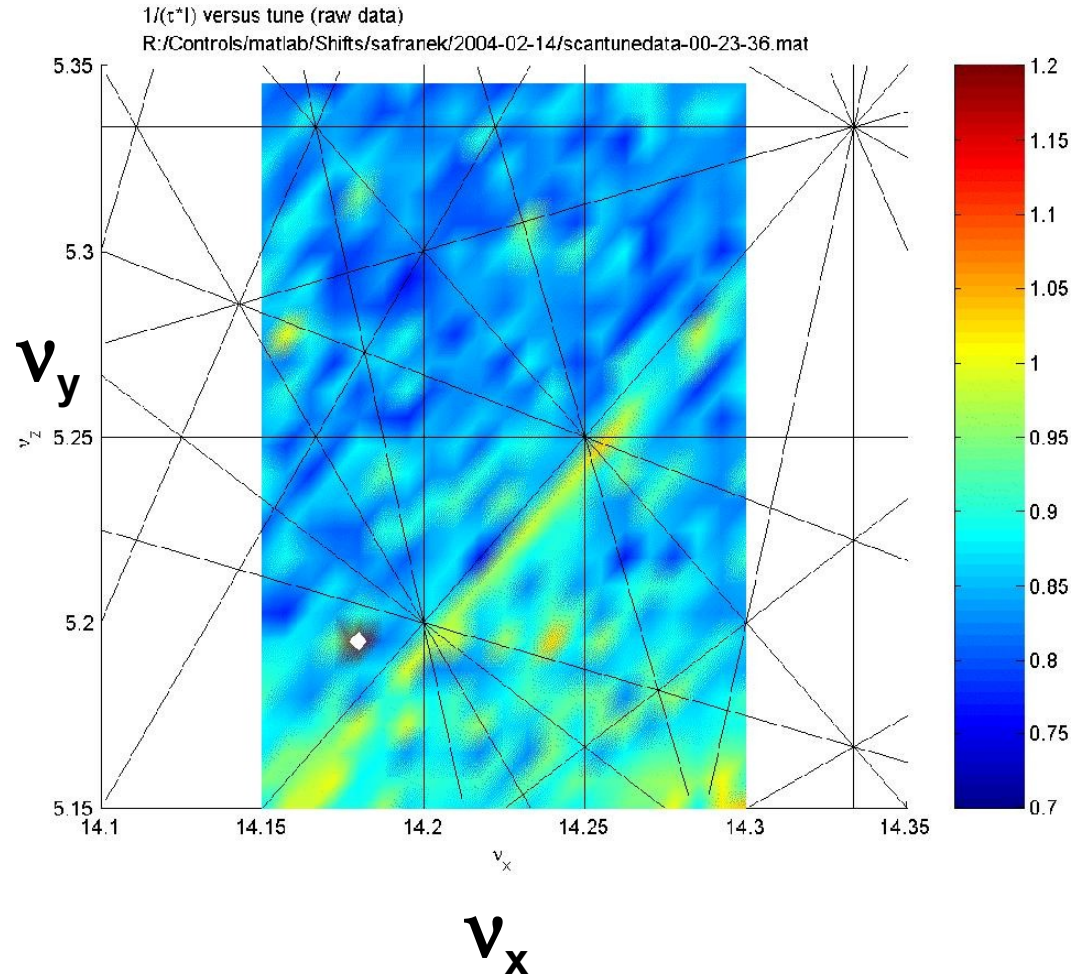 1/(τ*I) versus tune (raw data)
R:/Controls/matlab/Shifts/safranek/2004-02-14/scantunedata-00-23-36.mat
5.35
5.3
5.25
5.2
5.15
ν_y
ν_z
14.1 14.15 14.2 14.25 14.3 14.35
ν_x
ν_x
1.2
1.15
1.1
1.05
1
0.95
0.9
0.85
0.8
0.75
0.7